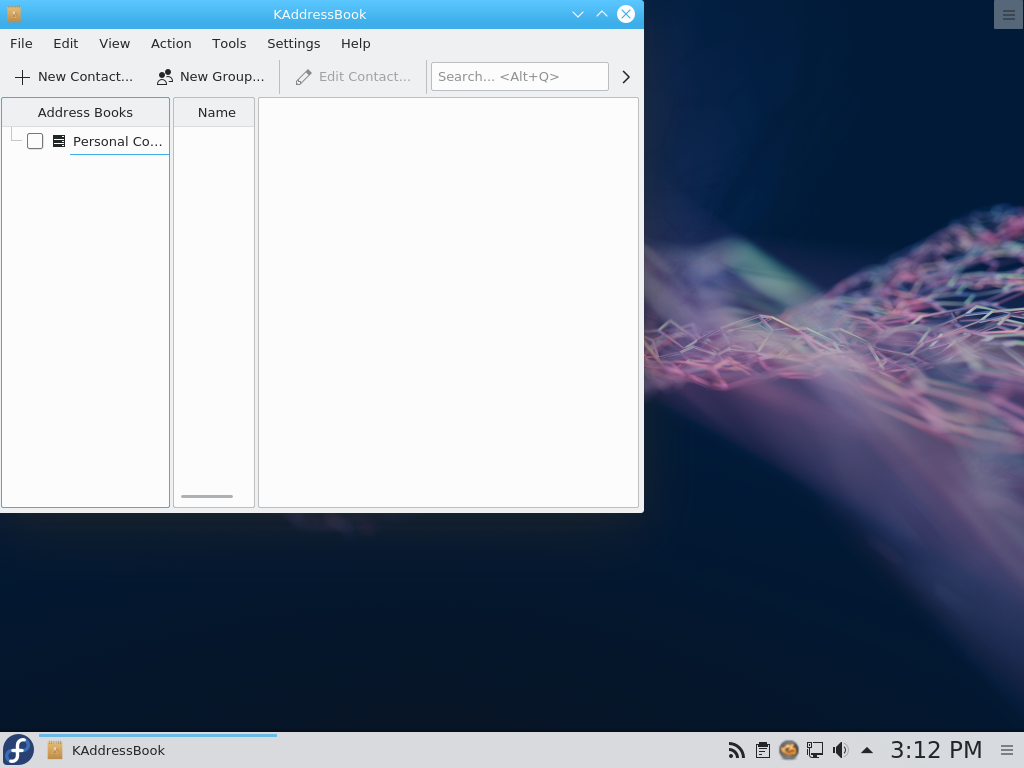 KAddressBook
File Edit View Action Tools Settings Help
New Contact... New Group... Edit Contact... Search... <Alt+Q>
Address Books Name
Personal Co...
KAddressBook 3:12 PM